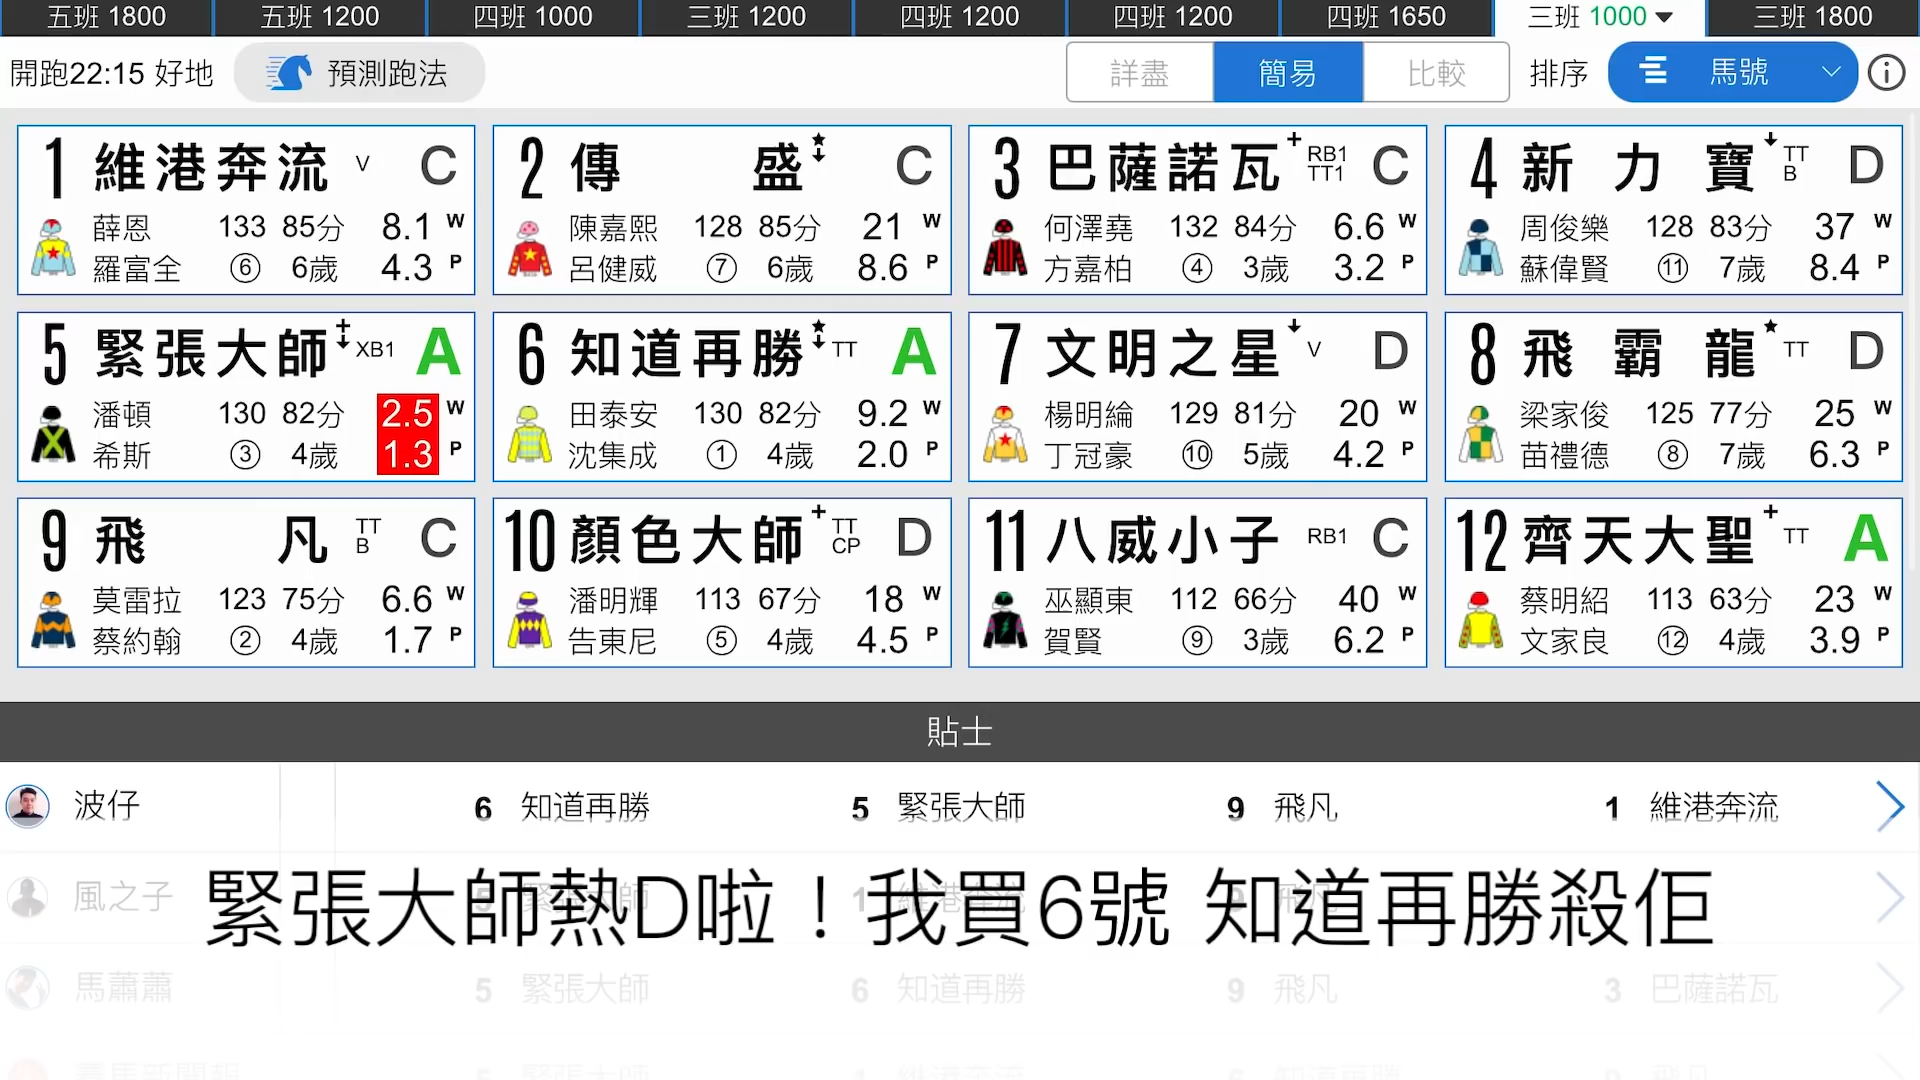 五班 1800 五班 1200 四班 1000 三班 1200 四班 1200 四班 1200 四班 1650 三班 1000 三班 1800
開跑22:15 好地 預測跑法 詳盡 簡易 比較 排序 馬號
1 維港奔流 V C
薛恩 133 85分 8.1 W
羅富全 6 6歲 4.3 P
2 傳盛 C
陳嘉熙 128 85分 21 W
呂健威 7 6歲 8.6 P
3 巴薩諾瓦 + RB1 TT1 C
何澤堯 132 84分 6.6 W
方嘉柏 4 3歲 3.2 P
4 新力寶 TT B D
周俊樂 128 83分 37 W
蘇偉賢 11 7歲 8.4 P
5 緊張大師 + XB1 A
潘頓 130 82分 2.5 W
希斯 3 4歲 1.3 P
6 知道再勝 TT A
田泰安 130 82分 9.2 W
沈集成 1 4歲 2.0 P
7 文明之星 V D
楊明綸 129 81分 20 W
丁冠豪 10 5歲 4.2 P
8 飛霸龍 TT D
梁家俊 125 77分 25 W
苗禮德 8 7歲 6.3 P
9 飛凡 TT B C
莫雷拉 123 75分 6.6 W
蔡約翰 2 4歲 1.7 P
10 顏色大師 + TT CP D
潘明輝 113 67分 18 W
告東尼 5 4歲 4.5 P
11 八威小子 RB1 C
巫顯東 112 66分 40 W
賀賢 9 3歲 6.2 P
12 齊天大聖 + TT A
蔡明紹 113 63分 23 W
文家良 12 4歲 3.9 P
貼士
波仔 6 知道再勝 5 緊張大師 9 飛凡 1 維港奔流
風之子 5 緊張大師 1 維港奔流 9 飛凡
緊張大師熱D啦！我買6號 知道再勝殺佢
馬蕭蕭 5 緊張大師 6 知道再勝 9 飛凡 3 巴薩諾瓦